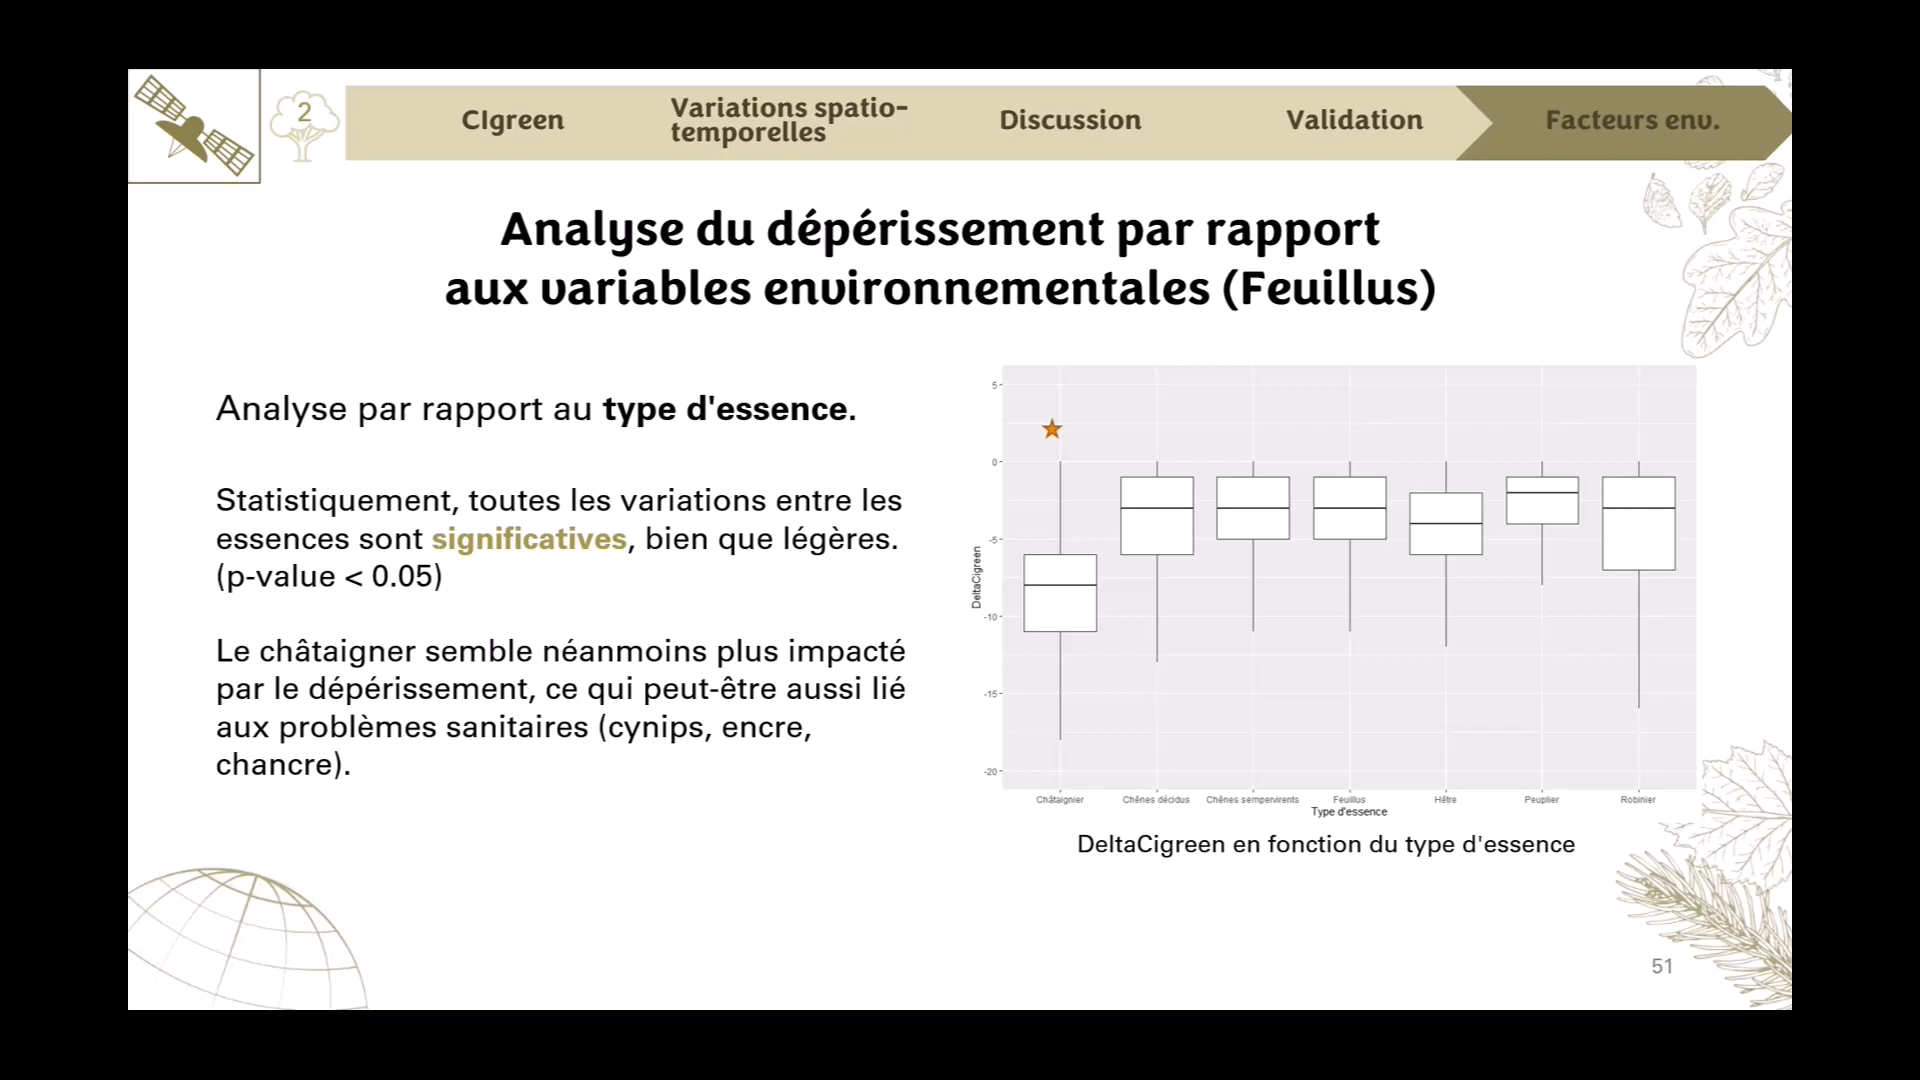 2
CIgreen
Variations spatio-
temporelles
Discussion
Validation
Facteurs env.
Analyse du dépérissement par rapport
aux variables environnementales (Feuillus)
Analyse par rapport au type d'essence.
Statistiquement, toutes les variations entre les
essences sont significatives, bien que légères.
(p-value < 0.05)
Le châtaigner semble néanmoins plus impacté
par le dépérissement, ce qui peut-être aussi lié
aux problèmes sanitaires (cynips, encre,
chancre).
5
0
-5
-10
-15
-20
DeltaCigreen
Châtaignier
Chênes décidus
Chênes sempervirents
Feuillus
Hêtre
Peuplier
Robinier
Type d'essence
DeltaCigreen en fonction du type d'essence
51